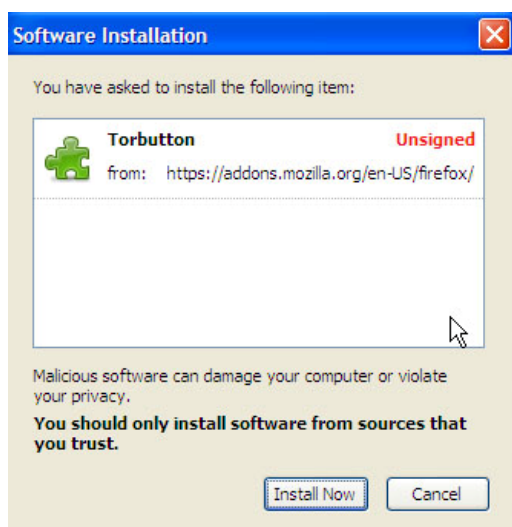 Software Installation
You have asked to install the following item:
Torbutton Unsigned
from: https://addons.mozilla.org/en-US/firefox/
Malicious software can damage your computer or violate
your privacy.
You should only install software from sources that
you trust.
Install Now Cancel